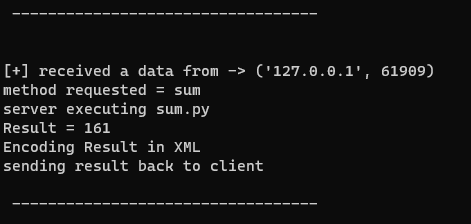 ----------------------------------
[+] received a data from -> ('127.0.0.1', 61909)
method requested = sum
server executing sum.py
Result = 161
Encoding Result in XML
sending result back to client
----------------------------------